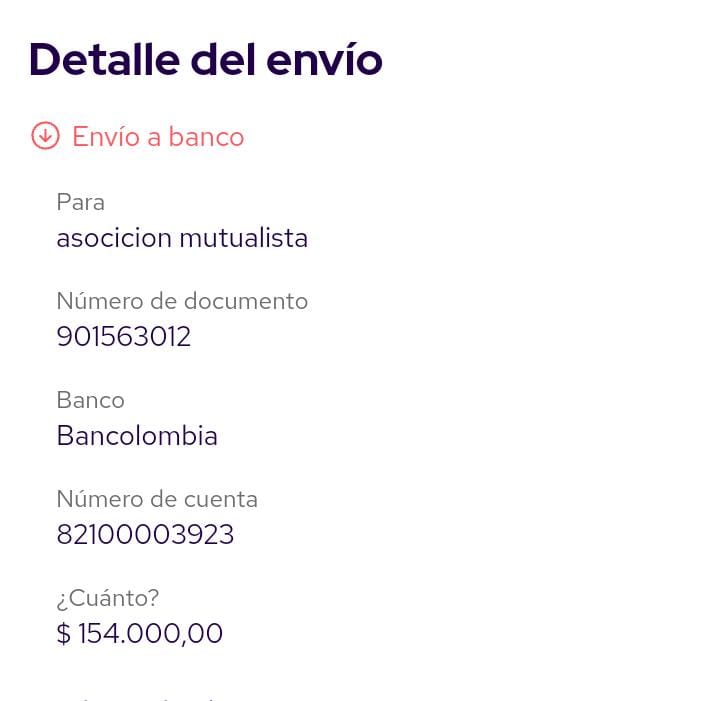 Detalle del envío
Envío a banco
Para
asocicion mutualista
Número de documento
901563012
Banco
Bancolombia
Número de cuenta
82100003923
¿Cuánto?
$ 154.000,00